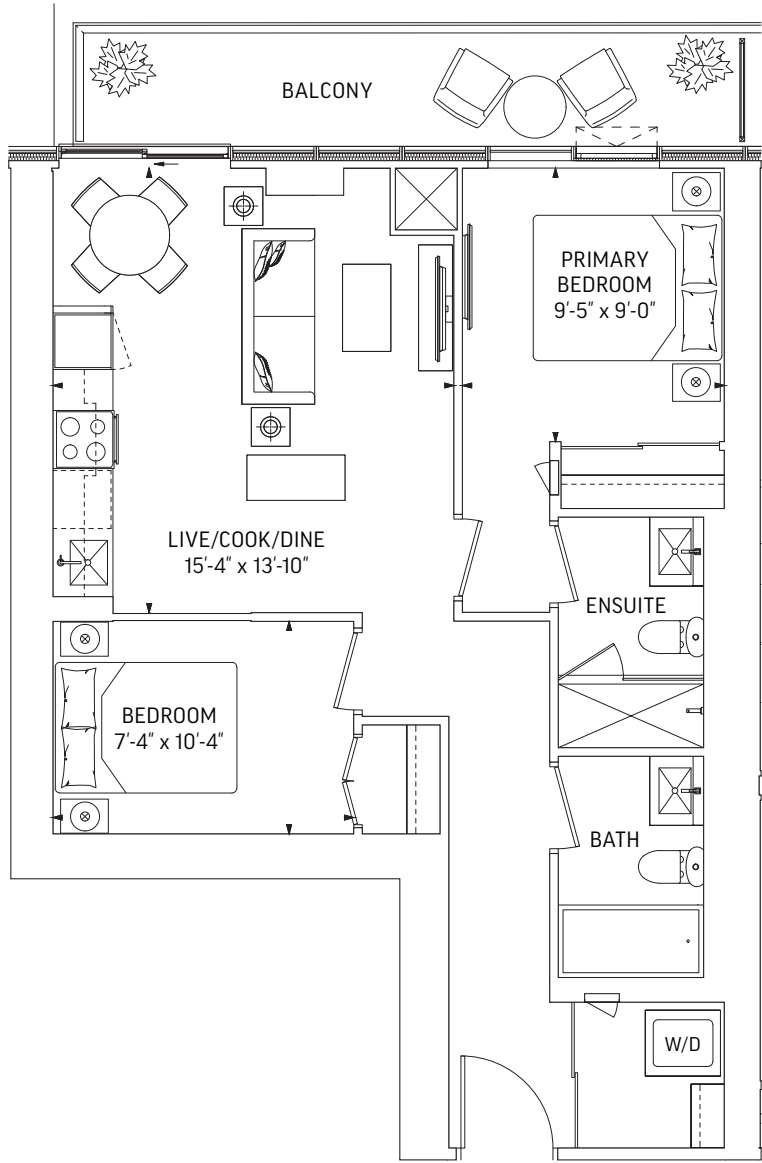 BALCONY
PRIMARY
BEDROOM
9'-5" x 9'-0"
LIVE/COOK/DINE
15'-4" x 13'-10"
ENSUITE
BEDROOM
7'-4" x 10'-4"
BATH
W/D